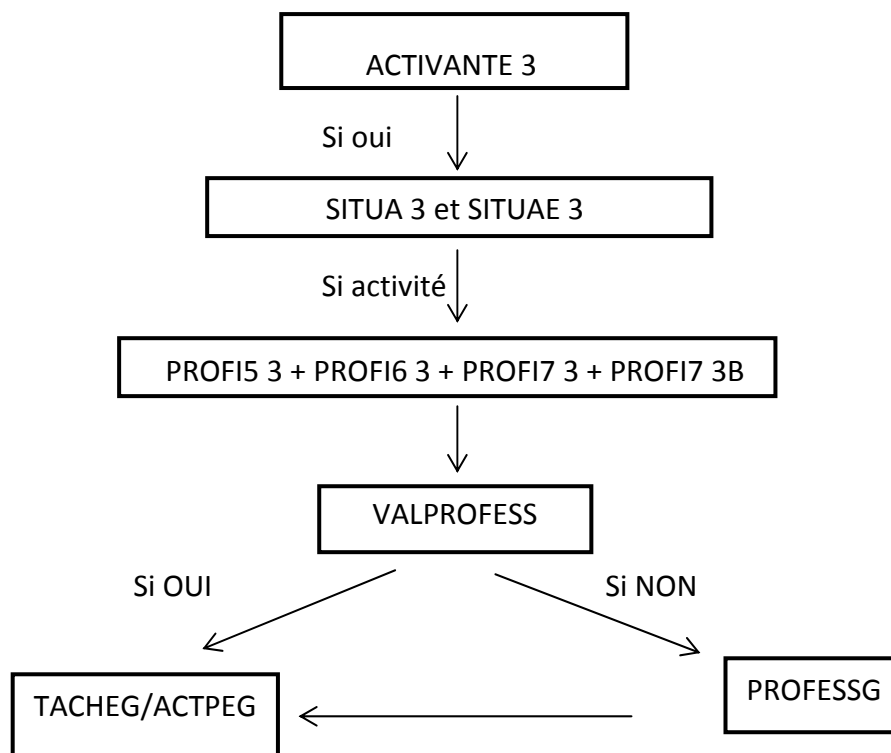 ACTIVANTE 3
Si oui
SITUA 3 et SITUAE 3
Si activité
PROFI5 3 + PROFI6 3 + PROFI7 3 + PROFI7 3B
VALPROFESS
Si OUI
Si NON
TACHEG/ACTPEG
PROFESSG